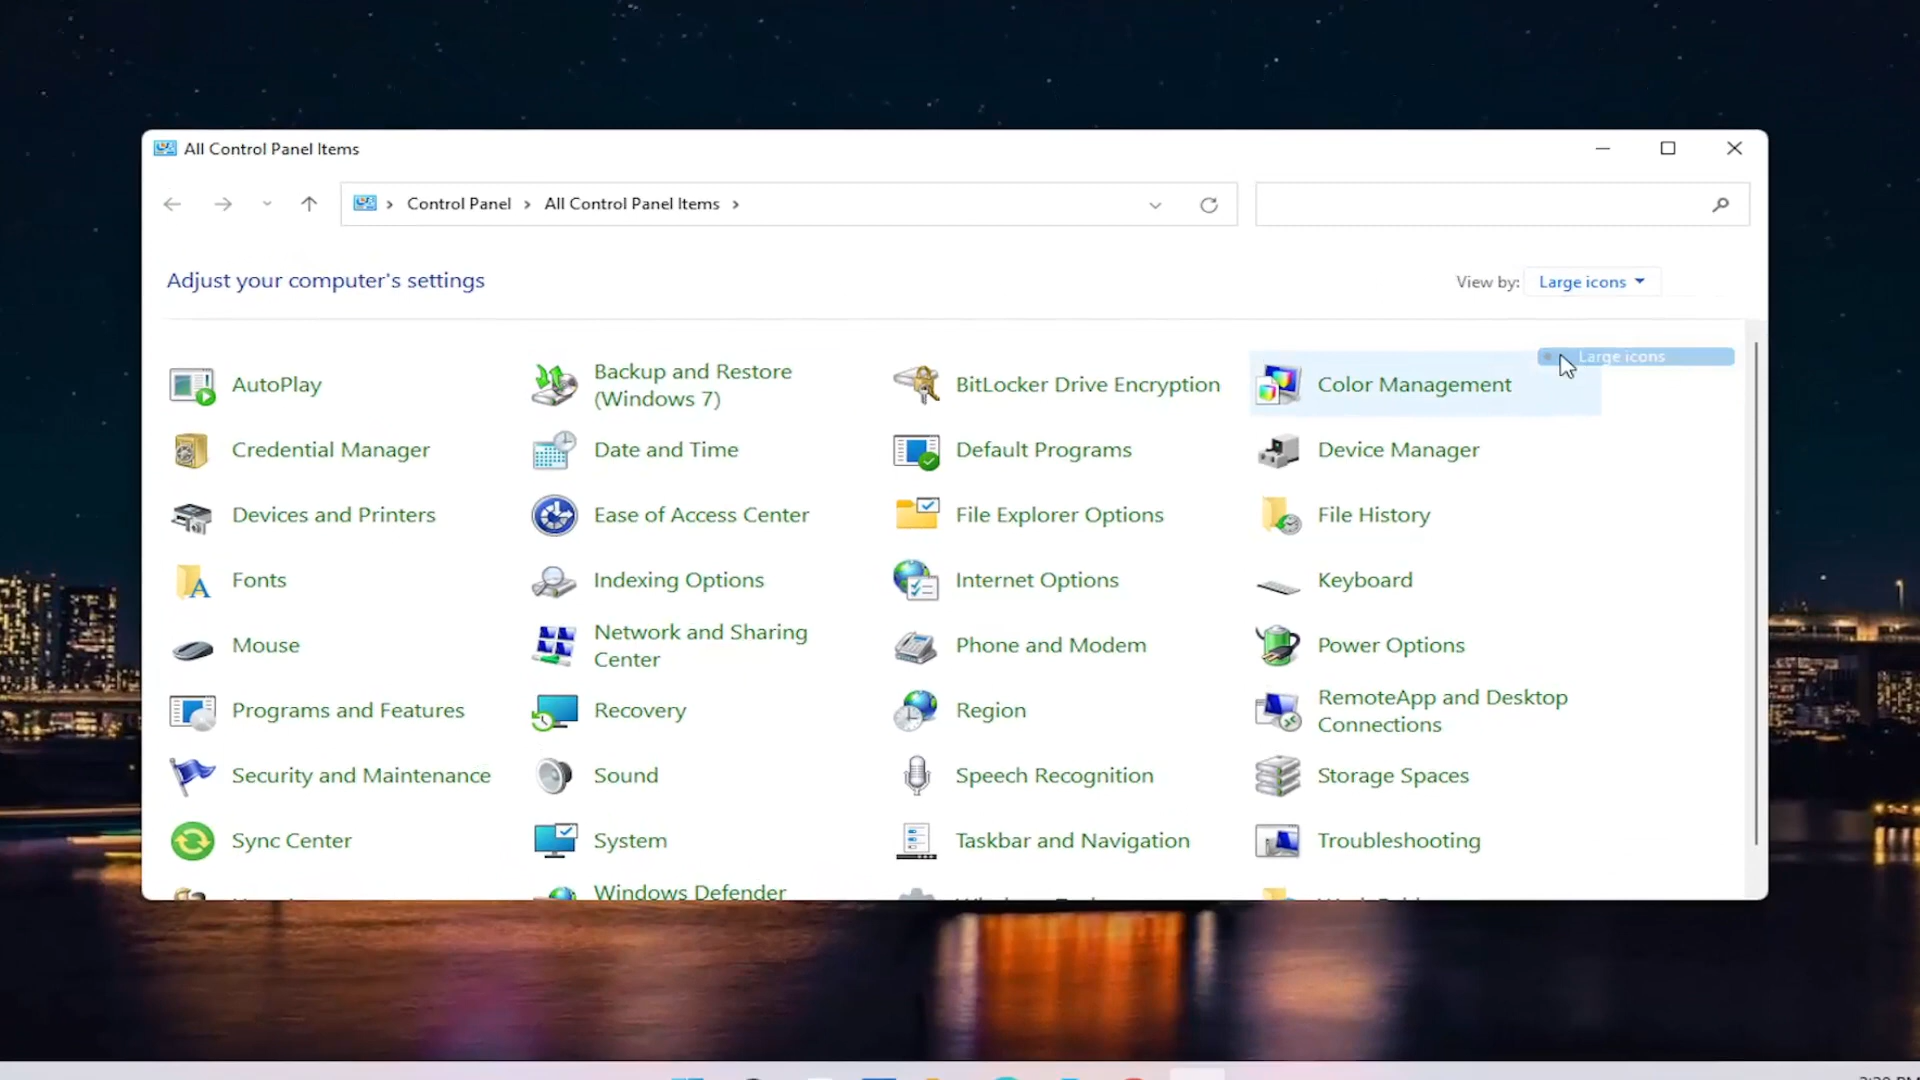 All Control Panel Items
Control Panel
All Control Panel Items
Adjust your computer's settings
View by:
Large icons
Large icons
AutoPlay
Backup and Restore
(Windows 7)
BitLocker Drive Encryption
Color Management
Credential Manager
Date and Time
Default Programs
Device Manager
Devices and Printers
Ease of Access Center
File Explorer Options
File History
Fonts
Indexing Options
Internet Options
Keyboard
Mouse
Network and Sharing
Center
Phone and Modem
Power Options
Programs and Features
Recovery
Region
RemoteApp and Desktop
Connections
Security and Maintenance
Sound
Speech Recognition
Storage Spaces
Sync Center
System
Taskbar and Navigation
Troubleshooting
Windows Defender